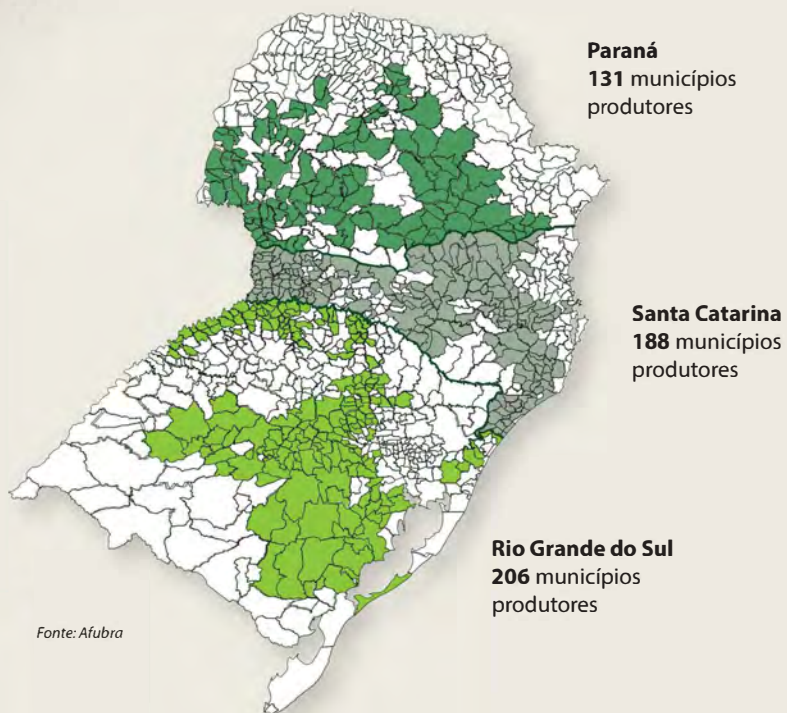 Paraná
131 municípios
produtores
Santa Catarina
188 municípios
produtores
Rio Grande do Sul
206 municípios
produtores
Fonte: Afubra